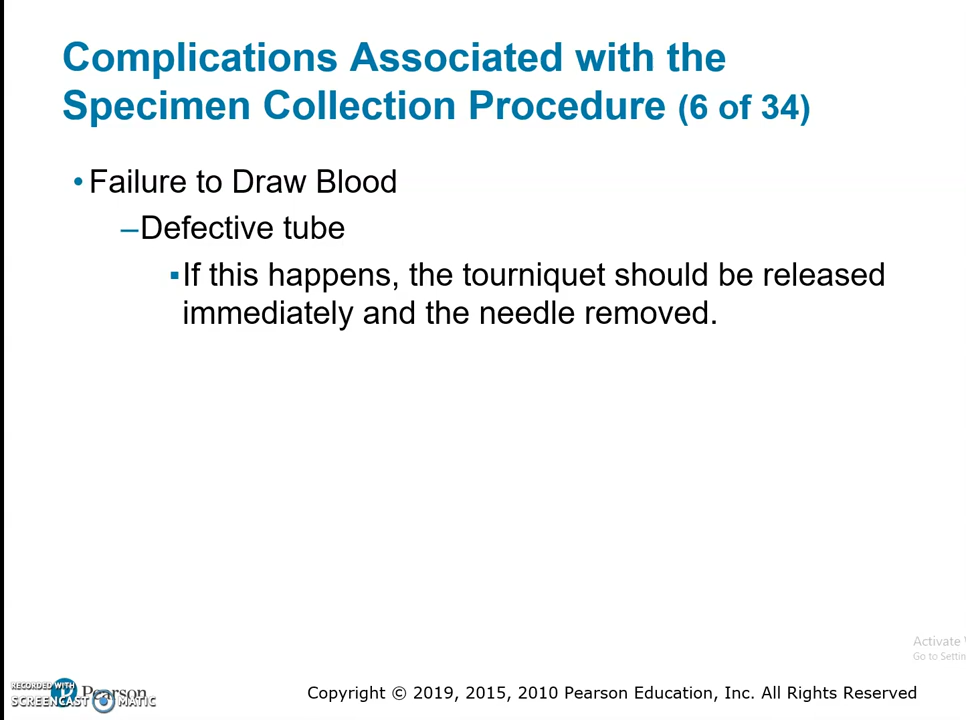 Complications Associated with the
Specimen Collection Procedure (6 of 34)
• Failure to Draw Blood
–Defective tube
▪If this happens, the tourniquet should be released
immediately and the needle removed.
Activate
Go to Settin
RECORDED WITH
Pearson
SCREENCAST MATIC
Copyright © 2019, 2015, 2010 Pearson Education, Inc. All Rights Reserved